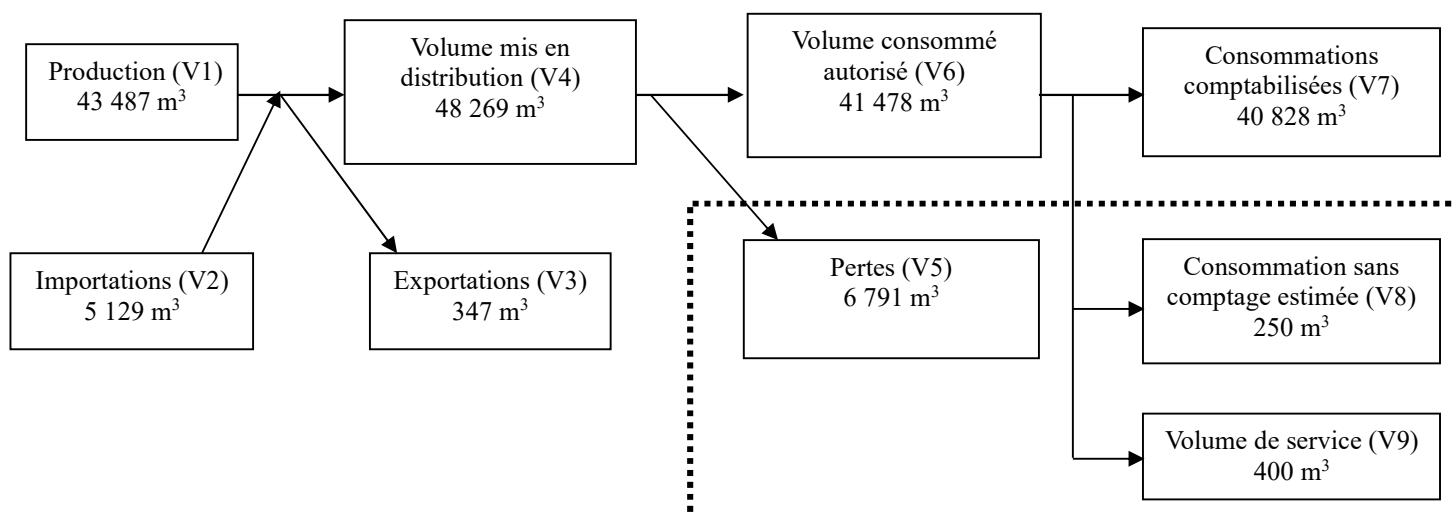 Production (V1)
43 487 m³
Volume mis en
distribution (V4)
48 269 m³
Volume consommé
autorisé (V6)
41 478 m³
Consommations
comptabilisées (V7)
40 828 m³
Importations (V2)
5 129 m³
Exportations (V3)
347 m³
Pertes (V5)
6 791 m³
Consommation sans
comptage estimée (V8)
250 m³
Volume de service (V9)
400 m³